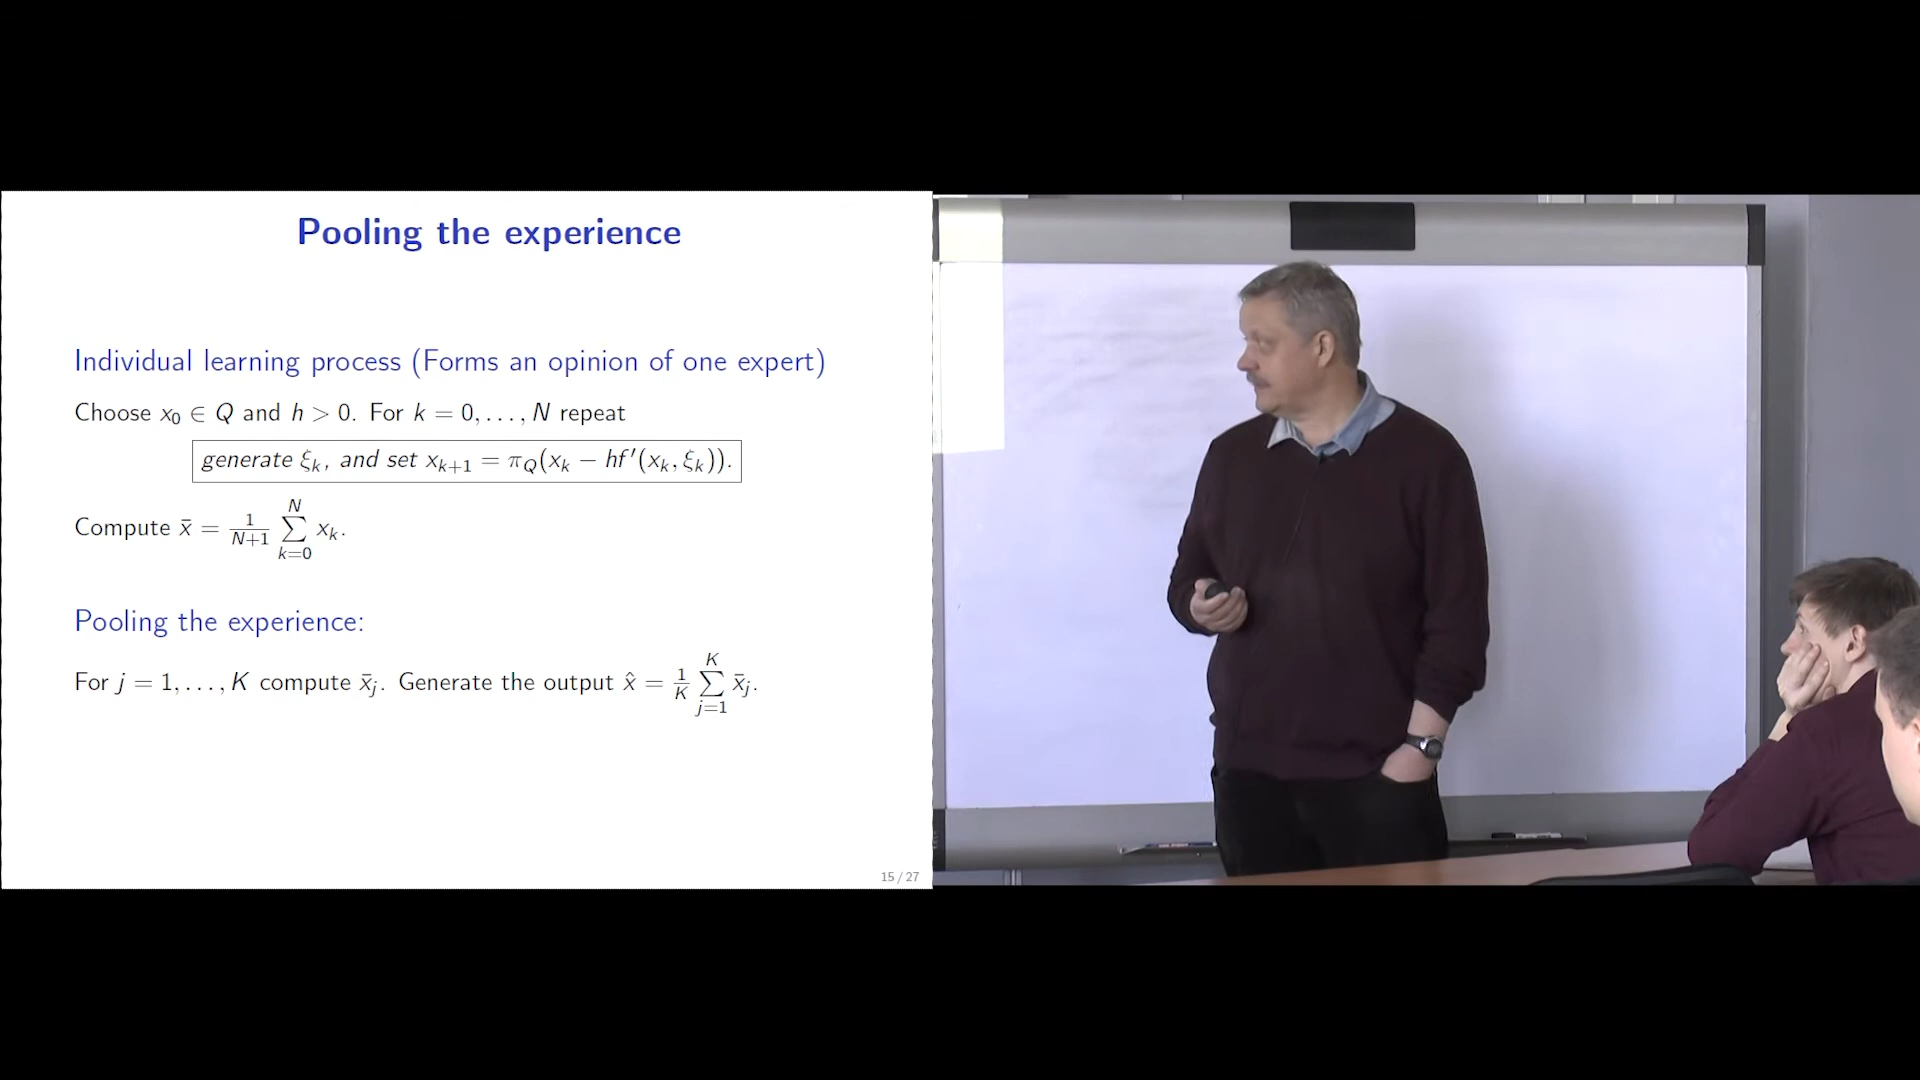 Pooling the experience
Individual learning process (Forms an opinion of one expert)
Choose x₀ ∈ Q and h > 0. For k = 0, . . . , N repeat
generate ξₖ, and set xₖ₊₁ = π_Q(xₖ − hf′(xₖ, ξₖ)).
Compute x̄ = 1/(N+1) ∑_{k=0}^{N} xₖ.
Pooling the experience:
For j = 1, . . . , K compute x̄ⱼ. Generate the output x̂ = 1/K ∑_{j=1}^{K} x̄ⱼ.
15 / 27